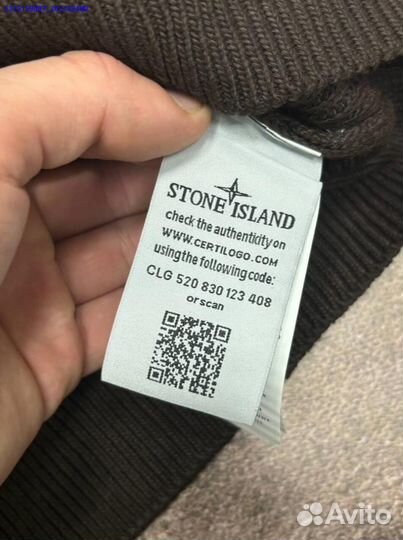 STONE ISLAND
check the authenticity on
WWW.CERTILOGO.COM
using the following code:
CLG 520 830 123 408
or scan
Avito